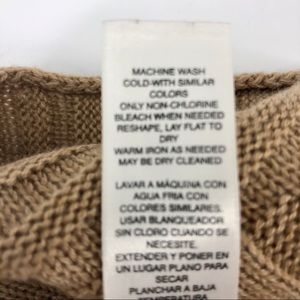 MACHINE WASH
COLD-WITH SIMILAR
COLORS
ONLY NON-CHLORINE
BLEACH WHEN NEEDED
RESHAPE, LAY FLAT TO
DRY
WARM IRON AS NEEDED
MAY BE DRY CLEANED
LAVAR A MÁQUINA CON
AGUA FRIA CON
COLORES SIMILARES.
USAR BLANQUEADOR
SIN CLORO CUANDO SE
NECESITE.
EXTENDER Y PONER EN
UN LUGAR PLANO PARA
SECAR
PLANCHAR A BAJA
TEMPERATURA